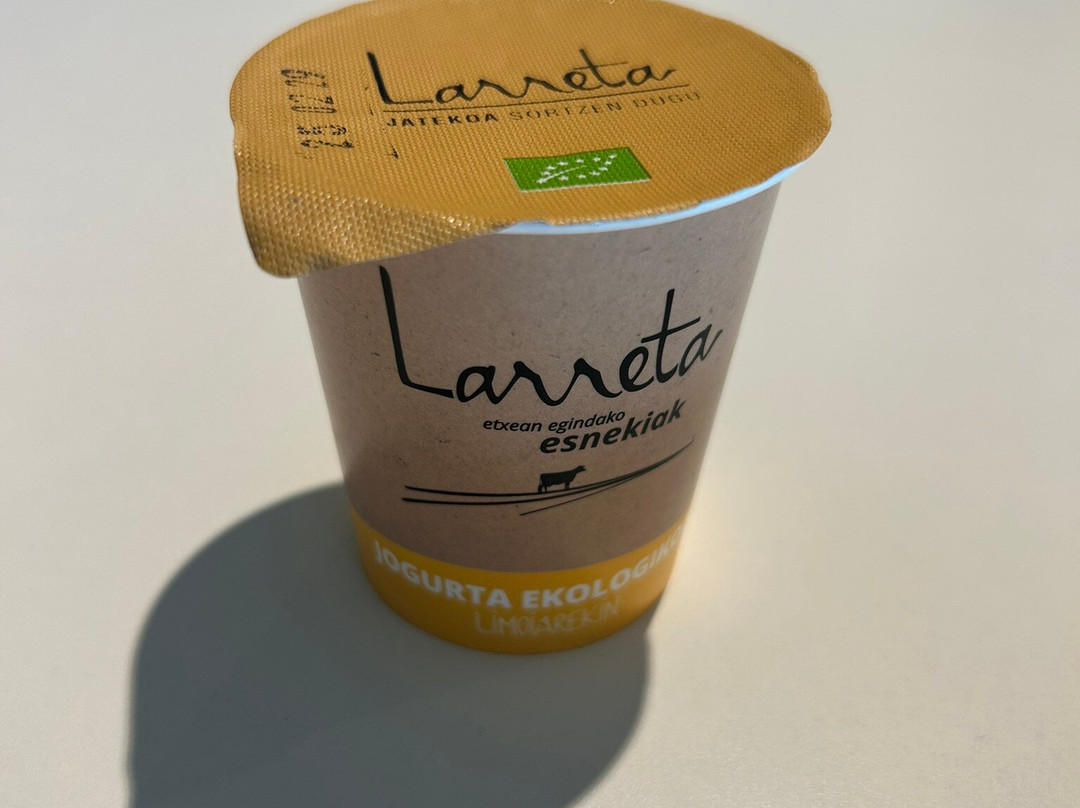 Larreta
JATEKOA SORTZEN DUGU
Larreta
etxean egindako
esnekiak
JOGURTA EKOLOGIKO
LIMOIAREKIN